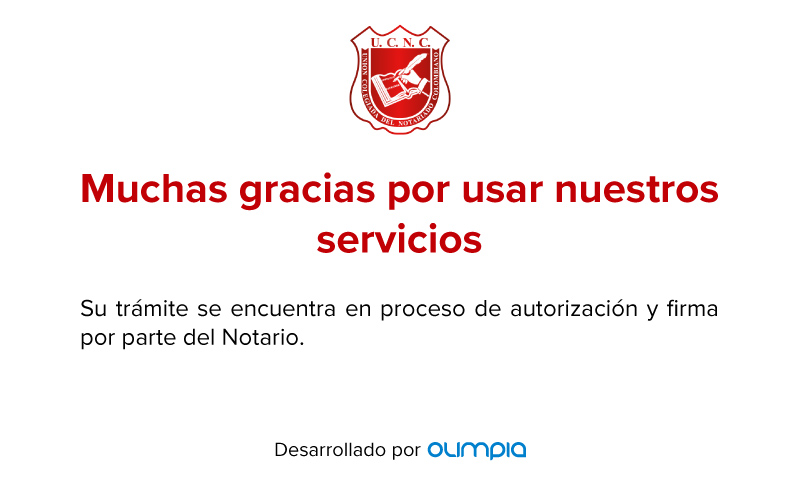 U. C. N. C.
UNION COLEGIADA DEL NOTARIADO COLOMBIANO
Muchas gracias por usar nuestros
servicios
Su trámite se encuentra en proceso de autorización y firma
por parte del Notario.
Desarrollado por OLIMPIA